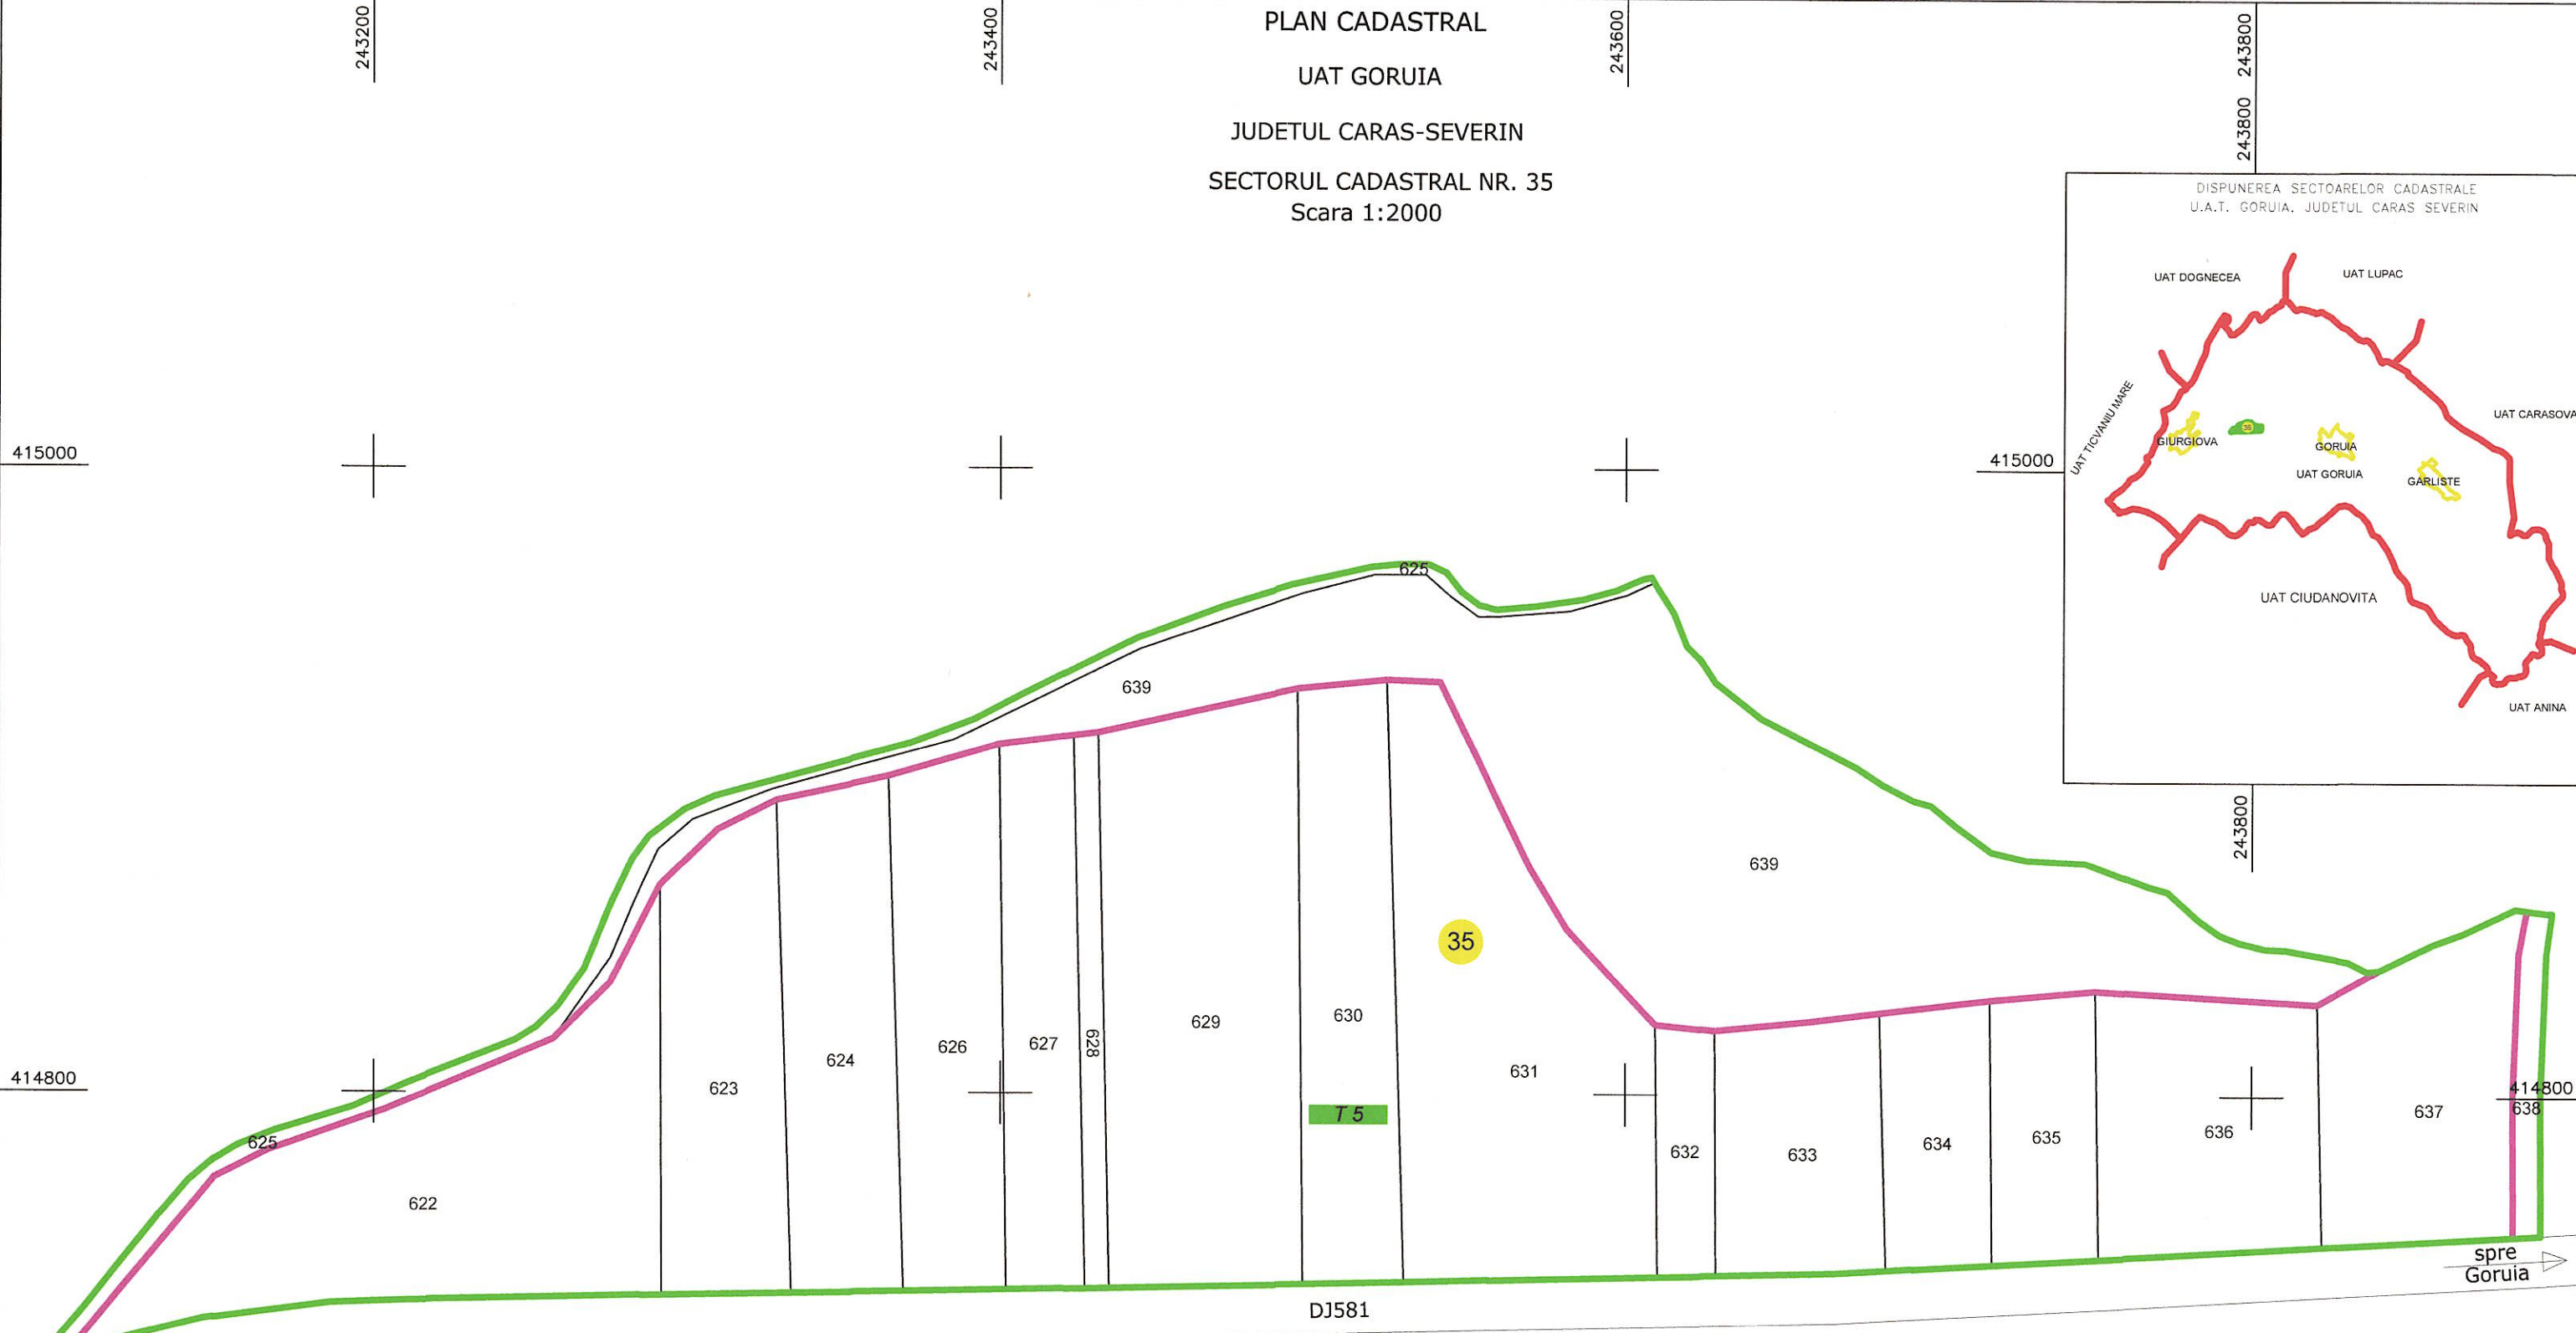 243200
243400
PLAN CADASTRAL
243600
243800
UAT GORUIA
JUDETUL CARAS-SEVERIN
243800
SECTORUL CADASTRAL NR. 35
Scara 1:2000
DISPUNEREA SECTOARELOR CADASTRALE
U.A.T. GORUIA, JUDETUL CARAS SEVERIN
UAT DOGNECEA
UAT LUPAC
UAT TICVANIU MARE
UAT CARASOVA
GIURGIOVA
35
GORUIA
UAT GORUIA
GARLISTE
UAT CIUDANOVITA
UAT ANINA
415000
415000
625
639
243800
639
35
630
629
628
627
626
624
623
631
414800
414800
T 5
638
637
636
635
634
633
632
625
622
spre
Goruia
DJ581